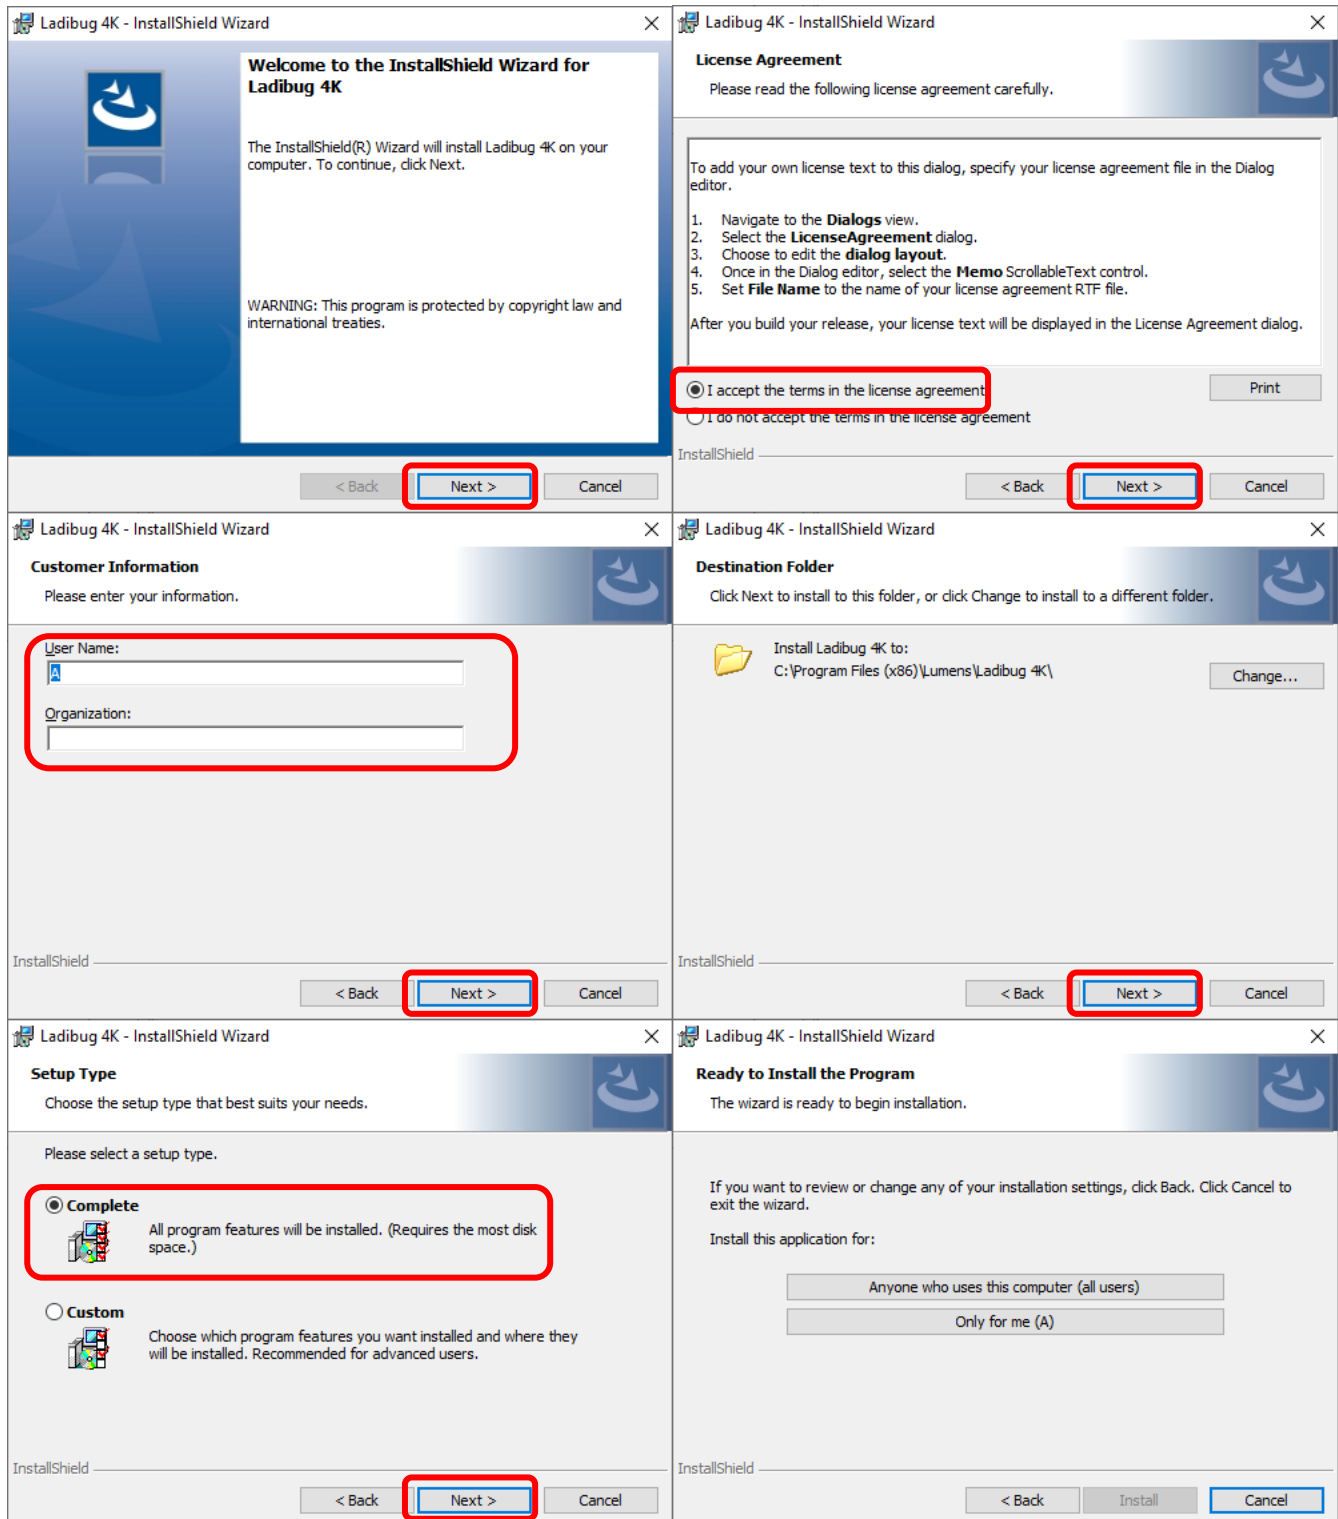 Ladibug 4K - InstallShield Wizard
Welcome to the InstallShield Wizard for
Ladibug 4K
The InstallShield(R) Wizard will install Ladibug 4K on your
computer. To continue, click Next.
WARNING: This program is protected by copyright law and
international treaties.
< Back
Next >
Cancel
Ladibug 4K - InstallShield Wizard
License Agreement
Please read the following license agreement carefully.
To add your own license text to this dialog, specify your license agreement file in the Dialog
editor.
1. Navigate to the Dialogs view.
2. Select the LicenseAgreement dialog.
3. Choose to edit the dialog layout.
4. Once in the Dialog editor, select the Memo ScrollableText control.
5. Set File Name to the name of your license agreement RTF file.
After you build your release, your license text will be displayed in the License Agreement dialog.
I accept the terms in the license agreement
Print
I do not accept the terms in the license agreement
InstallShield
< Back
Next >
Cancel
Ladibug 4K - InstallShield Wizard
Customer Information
Please enter your information.
User Name:
A
Organization:
InstallShield
< Back
Next >
Cancel
Ladibug 4K - InstallShield Wizard
Destination Folder
Click Next to install to this folder, or click Change to install to a different folder.
Install Ladibug 4K to:
C:\Program Files (x86)\Lumens\Ladibug 4K\
Change...
InstallShield
< Back
Next >
Cancel
Ladibug 4K - InstallShield Wizard
Setup Type
Choose the setup type that best suits your needs.
Please select a setup type.
Complete
All program features will be installed. (Requires the most disk
space.)
Custom
Choose which program features you want installed and where they
will be installed. Recommended for advanced users.
InstallShield
< Back
Next >
Cancel
Ladibug 4K - InstallShield Wizard
Ready to Install the Program
The wizard is ready to begin installation.
If you want to review or change any of your installation settings, click Back. Click Cancel to
exit the wizard.
Install this application for:
Anyone who uses this computer (all users)
Only for me (A)
InstallShield
< Back
Install
Cancel